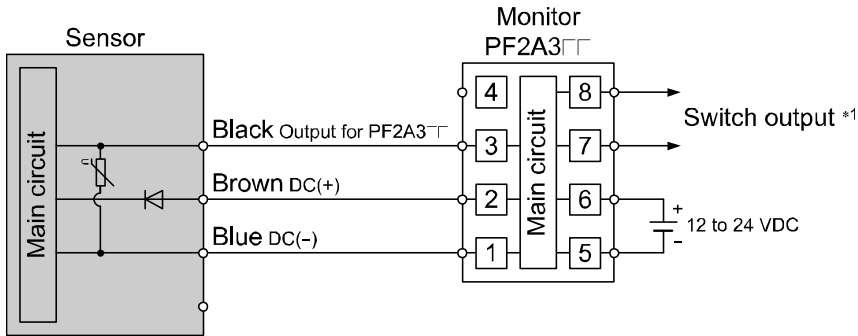 Sensor
Monitor
PF2A3□□
Main circuit
Black Output for PF2A3□□
Brown DC(+)
Blue DC(−)
4
3
2
1
Main circuit
8
7
6
5
Switch output *1
+
−
12 to 24 VDC